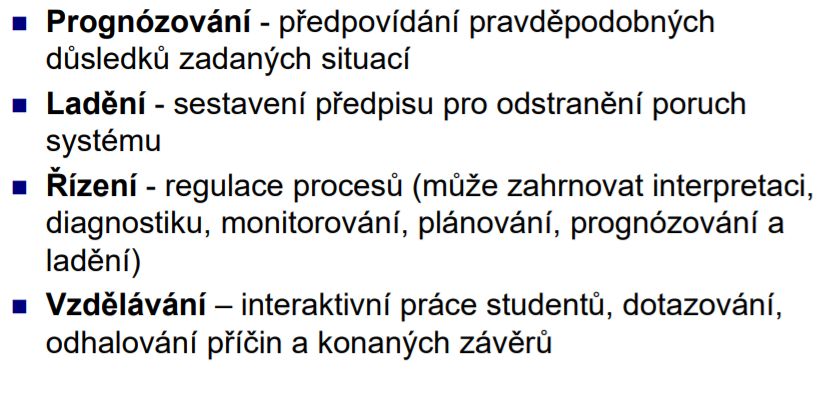 ■ Prognózování - předpovídání pravděpodobných
důsledků zadaných situací
■ Ladění - sestavení předpisu pro odstranění poruch
systému
■ Řízení - regulace procesů (může zahrnovat interpretaci,
diagnostiku, monitorování, plánování, prognózování a
ladění)
■ Vzdělávání – interaktivní práce studentů, dotazování,
odhalování příčin a konaných závěrů